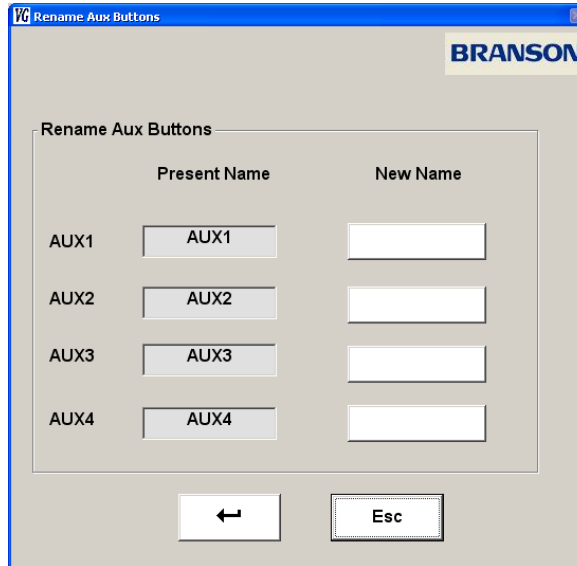 VG Rename Aux Buttons
BRANSON
Rename Aux Buttons
Present Name New Name
AUX1 AUX1
AUX2 AUX2
AUX3 AUX3
AUX4 AUX4
Esc